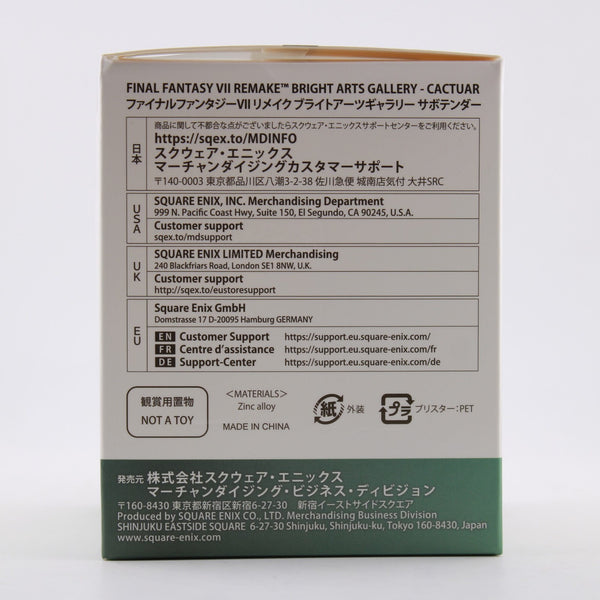 FINAL FANTASY VII REMAKE™ BRIGHT ARTS GALLERY - CACTUAR
ファイナルファンタジーVII リメイク ブライトアーツギャラリー サボテンダー
日本
商品に関して不都合な点がございましたらスクウェア・エニックスサポートセンターをご利用ください。
https://sqex.to/MDINFO
スクウェア・エニックス
マーチャンダイジングカスタマーサポート
〒140-0003 東京都品川区八潮3-2-38 佐川急便 城南店気付 大井SRC
USA
SQUARE ENIX, INC. Merchandising Department
999 N. Pacific Coast Hwy, Suite 150, El Segundo, CA 90245, U.S.A.
Customer support
sqex.to/mdsupport
UK
SQUARE ENIX LIMITED Merchandising
240 Blackfriars Road, London SE1 8NW, U.K.
Customer support
http://sqex.to/eustoresupport
EU
Square Enix GmbH
Domstrasse 17 D-20095 Hamburg GERMANY
EN Customer Support https://support.eu.square-enix.com/
FR Centre d'assistance https://support.eu.square-enix.com/fr
DE Support-Center https://support.eu.square-enix.com/de
観賞用置物
NOT A TOY
<MATERIALS>
Zinc alloy
MADE IN CHINA
紙 外装
プラ ブリスター：PET
発売元 株式会社スクウェア・エニックス
マーチャンダイジング・ビジネス・ディビジョン
〒160-8430 東京都新宿区新宿6-27-30 新宿イーストサイドスクエア
Produced by SQUARE ENIX CO., LTD. Merchandising Business Division
SHINJUKU EASTSIDE SQUARE 6-27-30 Shinjuku, Shinjuku-ku, Tokyo 160-8430, Japan
www.square-enix.com